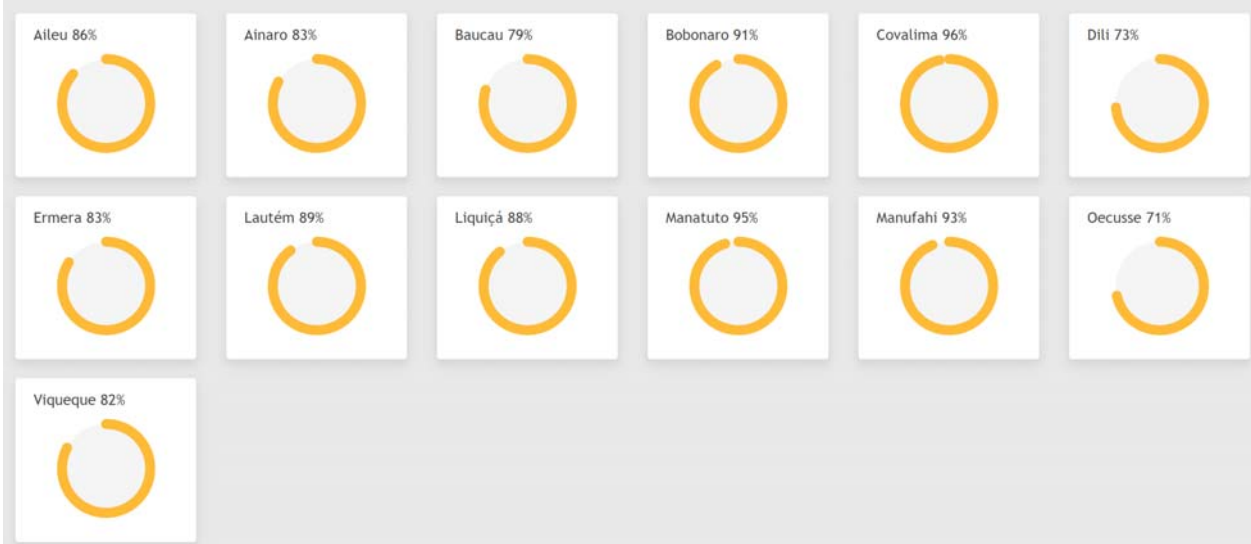 Aileu 86%
Ainaro 83%
Baucau 79%
Bobonaro 91%
Covalima 96%
Dili 73%
Ermera 83%
Lautém 89%
Liquiçá 88%
Manatuto 95%
Manufahi 93%
Oecusse 71%
Viqueque 82%